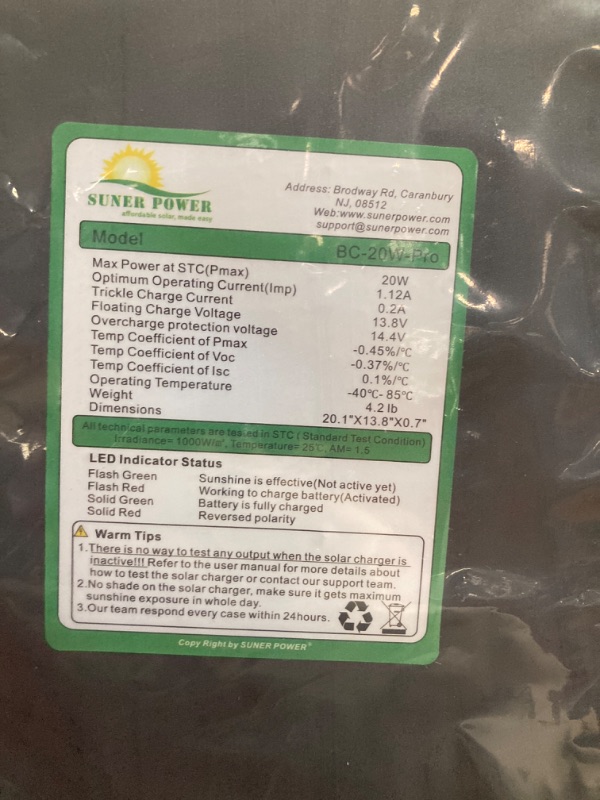 SUNER POWER
affordable solar, made easy
Address: Brodway Rd, Caranbury
NJ, 08512
Web:www.sunerpower.com
support@sunerpower.com
Model BC-20W-Pro
Max Power at STC(Pmax) 20W
Optimum Operating Current(Imp) 1.12A
Trickle Charge Current 0.2A
Floating Charge Voltage 13.8V
Overcharge protection voltage 14.4V
Temp Coefficient of Pmax -0.45%/°C
Temp Coefficient of Voc -0.37%/°C
Temp Coefficient of Isc 0.1%/°C
Operating Temperature -40°C- 85°C
Weight 4.2 lb
Dimensions 20.1"X13.8"X0.7"
All technical parameters are tested in STC ( Standard Test Condition)
Irradiance= 1000W/㎡, Temperature= 25°C, AM= 1.5
LED Indicator Status
Flash Green Sunshine is effective(Not active yet)
Flash Red Working to charge battery(Activated)
Solid Green Battery is fully charged
Solid Red Reversed polarity
Warm Tips
1.There is no way to test any output when the solar charger is
inactive!!! Refer to the user manual for more details about
how to test the solar charger or contact our support team.
2.No shade on the solar charger, make sure it gets maximum
sunshine exposure in whole day.
3.Our team respond every case within 24hours.
Copy Right by SUNER POWER®